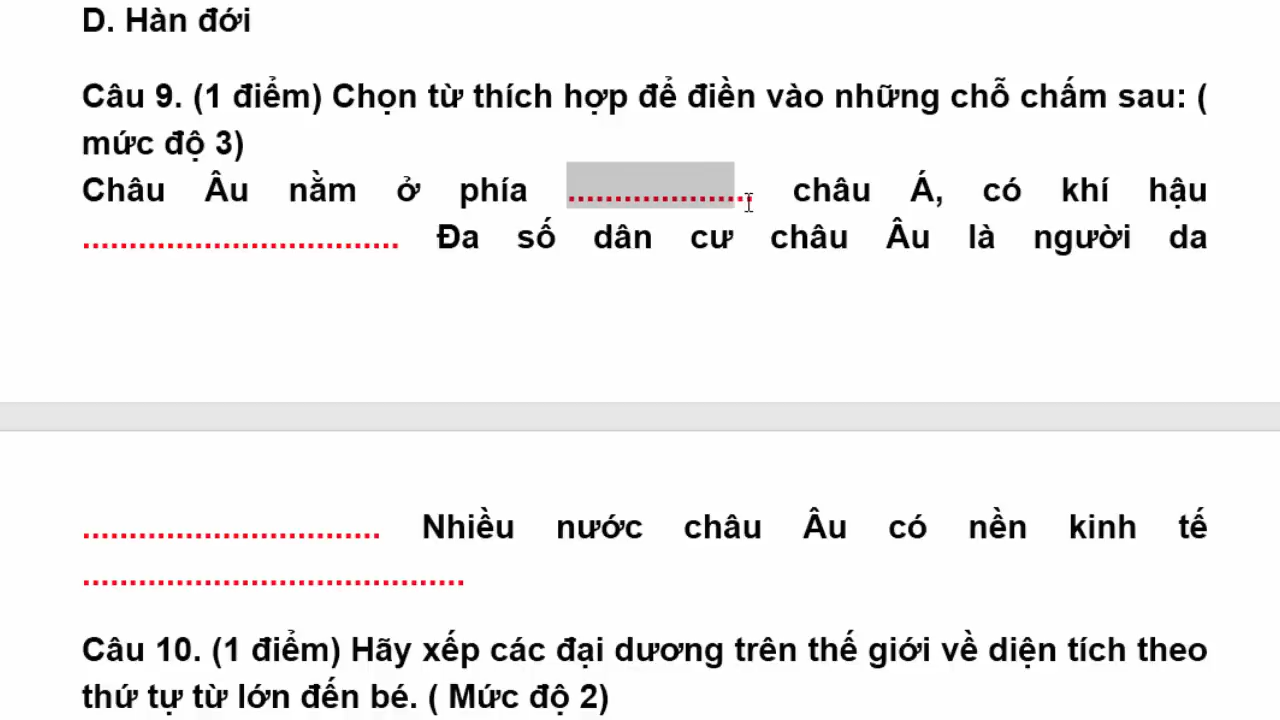 D. Hàn đới
Câu 9. (1 điểm) Chọn từ thích hợp để điền vào những chỗ chấm sau: (
mức độ 3)
Châu Âu nằm ở phía .................... châu Á, có khí hậu
.................................. Đa số dân cư châu Âu là người da
................................ Nhiều nước châu Âu có nền kinh tế
.........................................
Câu 10. (1 điểm) Hãy xếp các đại dương trên thế giới về diện tích theo
thứ tự từ lớn đến bé. ( Mức độ 2)